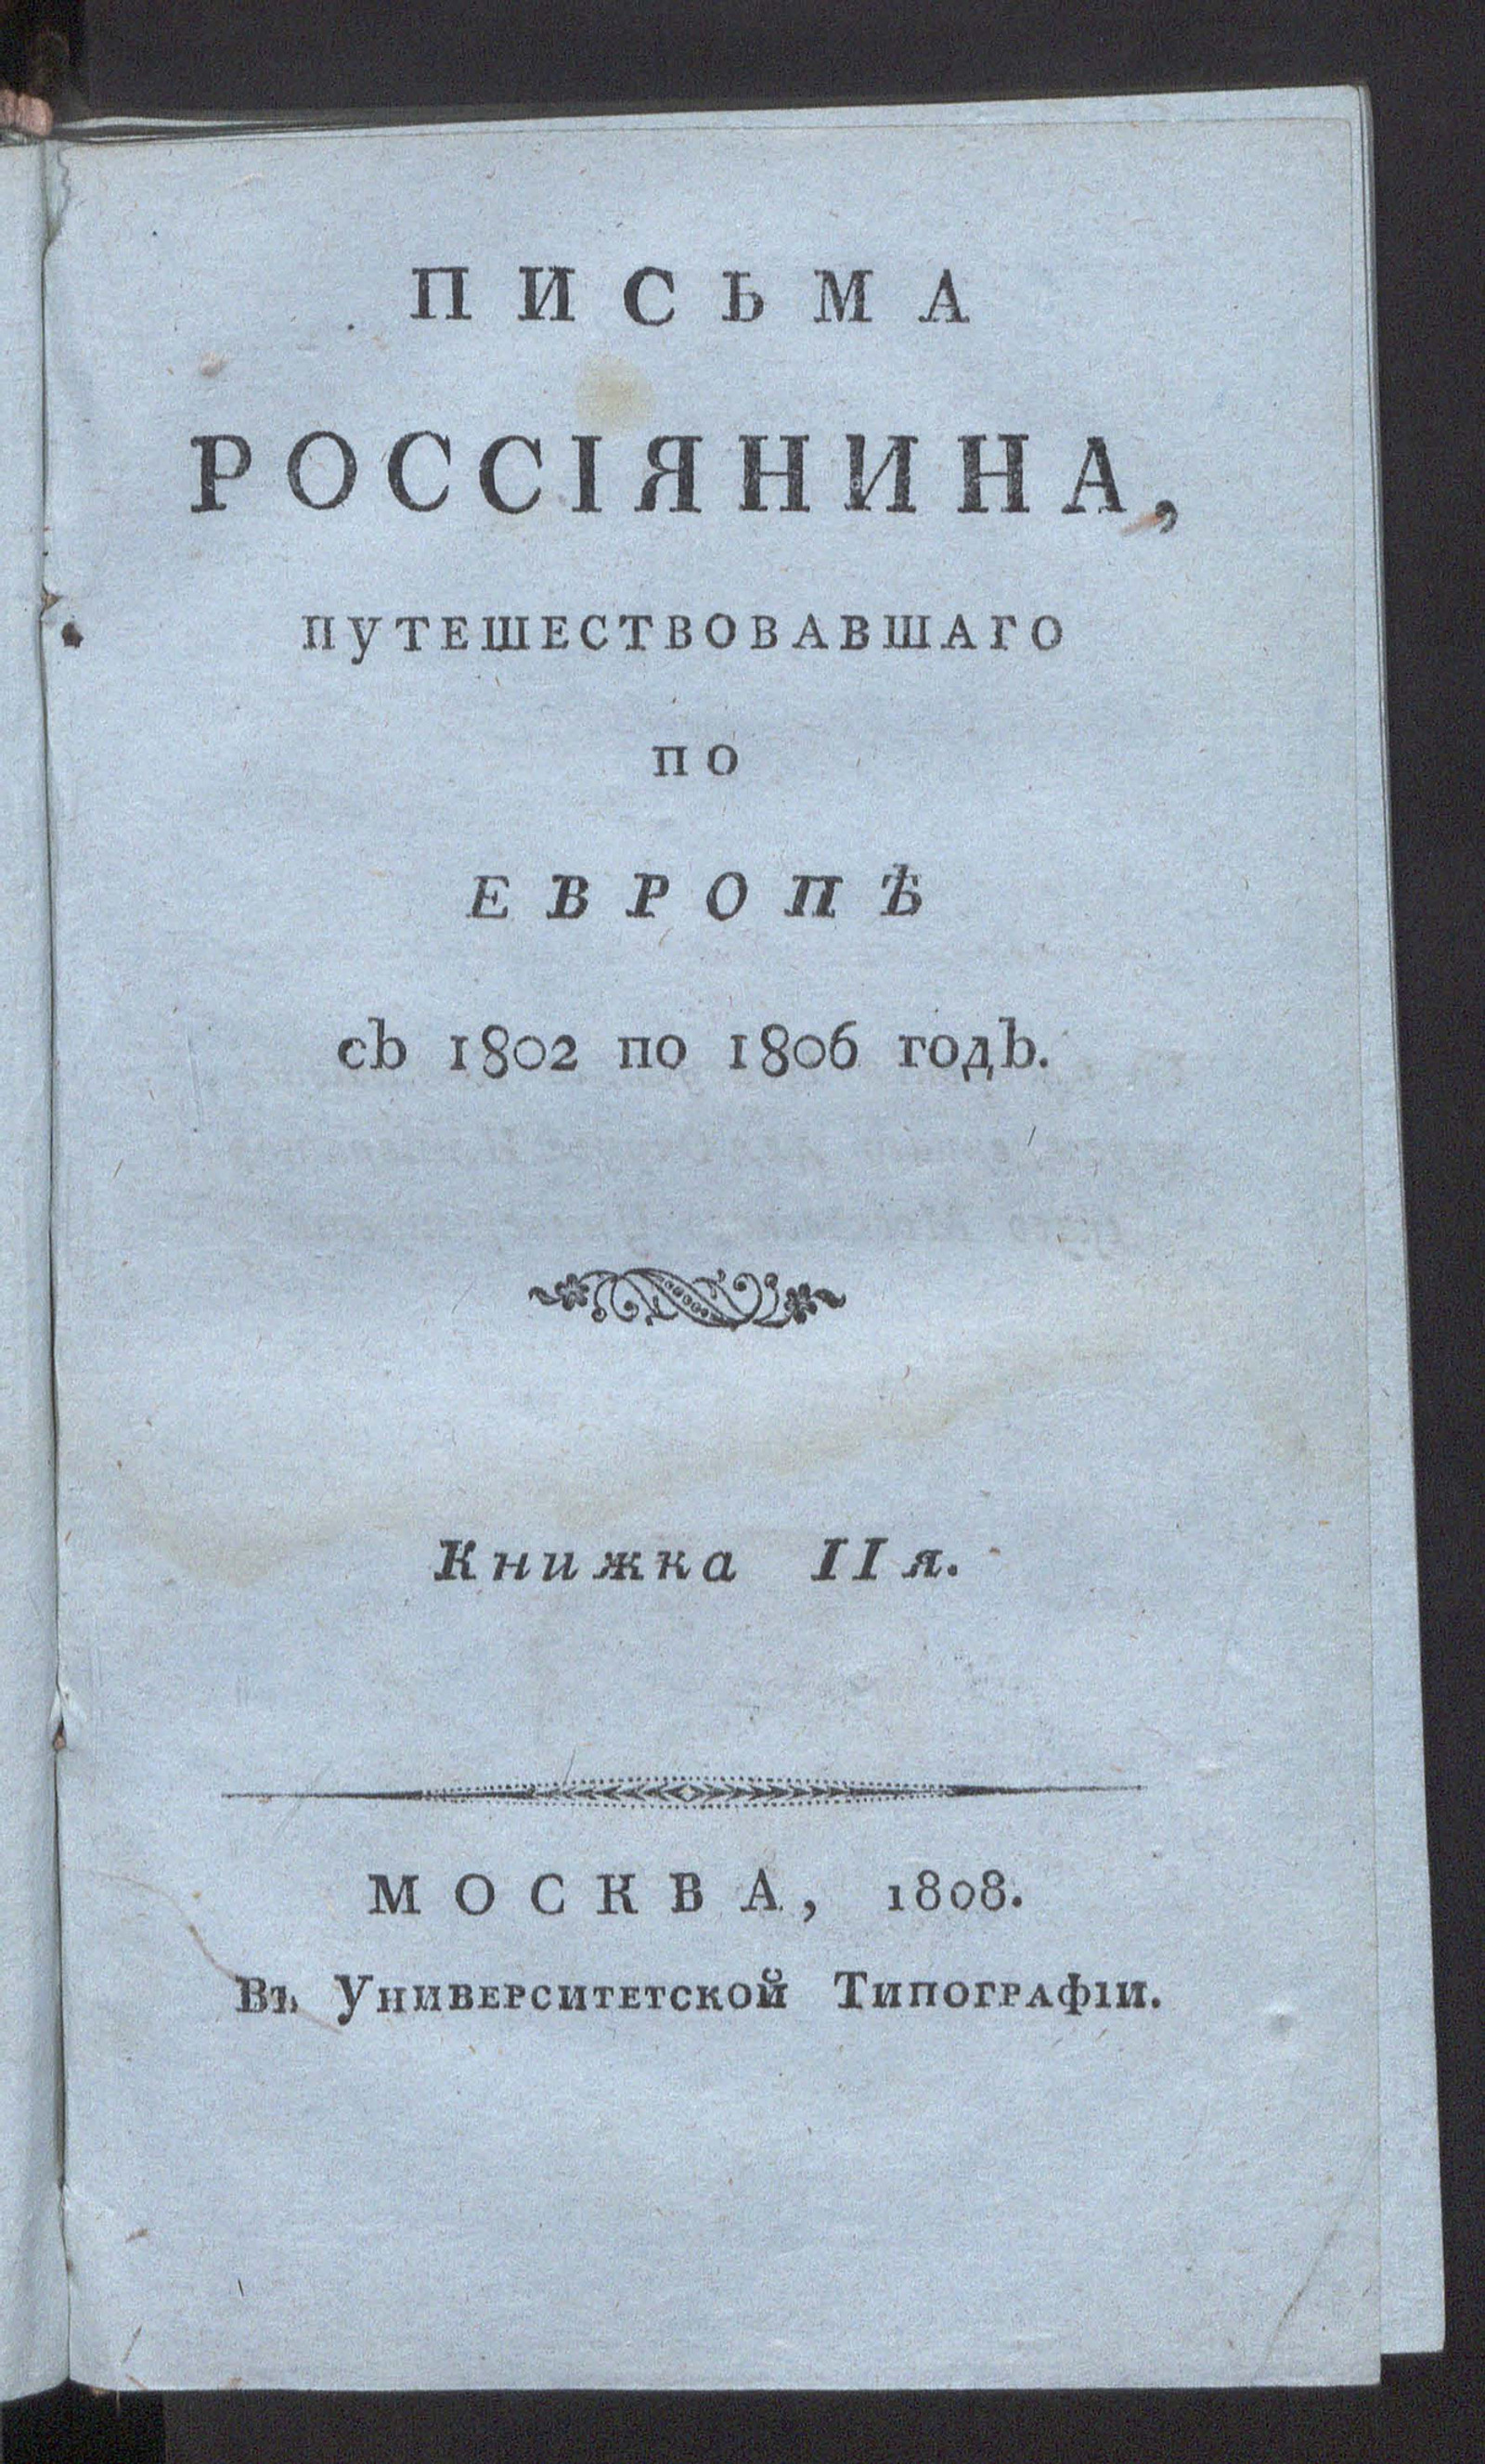 ПИСЬМА
РОССІЯНИНА,
ПУТЕШЕСТВОВАВШАГО
ПО
ЕВРОПѢ
съ 1802 по 1806 годъ.
Книжка IIя.
МОСКВА, 1808.
Въ Университетской Типографіи.